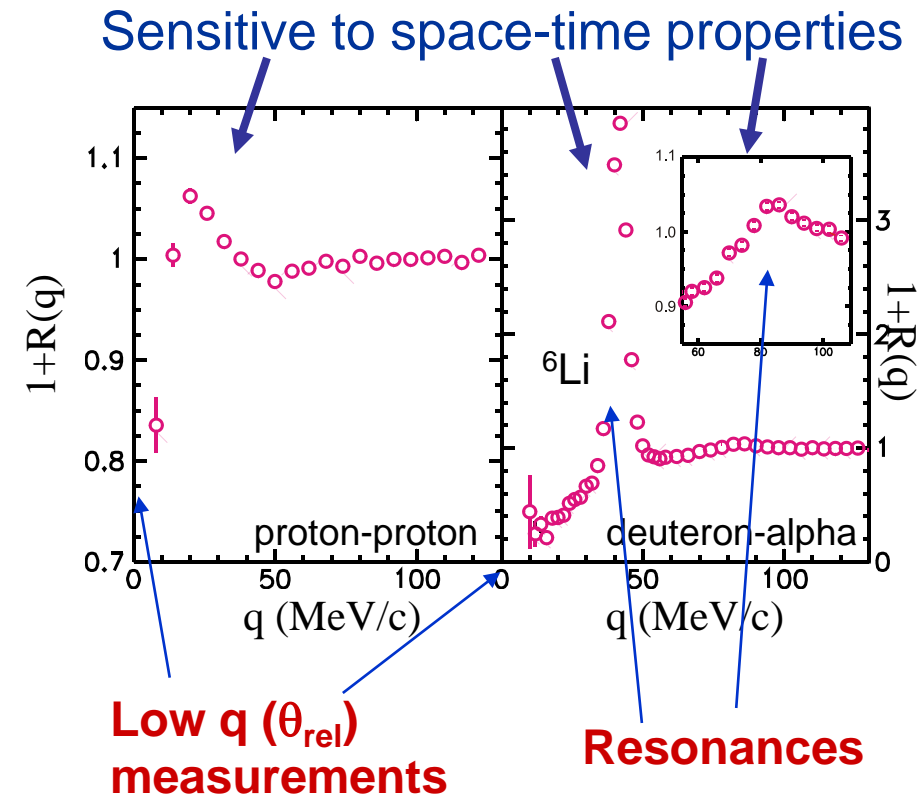 Sensitive to space-time properties
1+R(q)
1.1
1
0.9
0.8
0.7
proton-proton
0
50
100
q (MeV/c)
⁶Li
deuteron-alpha
1.1
1.0
0.9
60
80
100
3
2
1
0
1+R(q)
0
50
100
q (MeV/c)
Low q (θrel)
measurements
Resonances